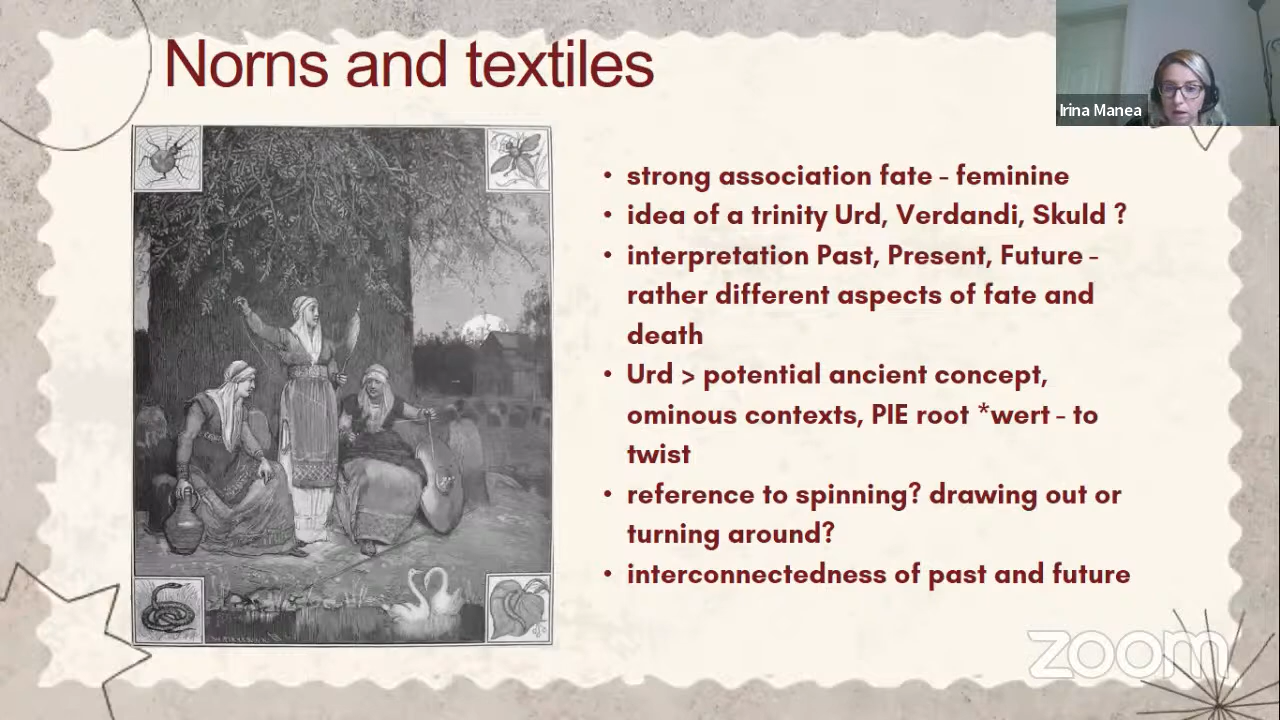 Norns and textiles
Irina Manea
• strong association fate - feminine
• idea of a trinity Urd, Verdandi, Skuld ?
• interpretation Past, Present, Future -
rather different aspects of fate and
death
• Urd > potential ancient concept,
ominous contexts, PIE root *wert - to
twist
• reference to spinning? drawing out or
turning around?
• interconnectedness of past and future
zoom